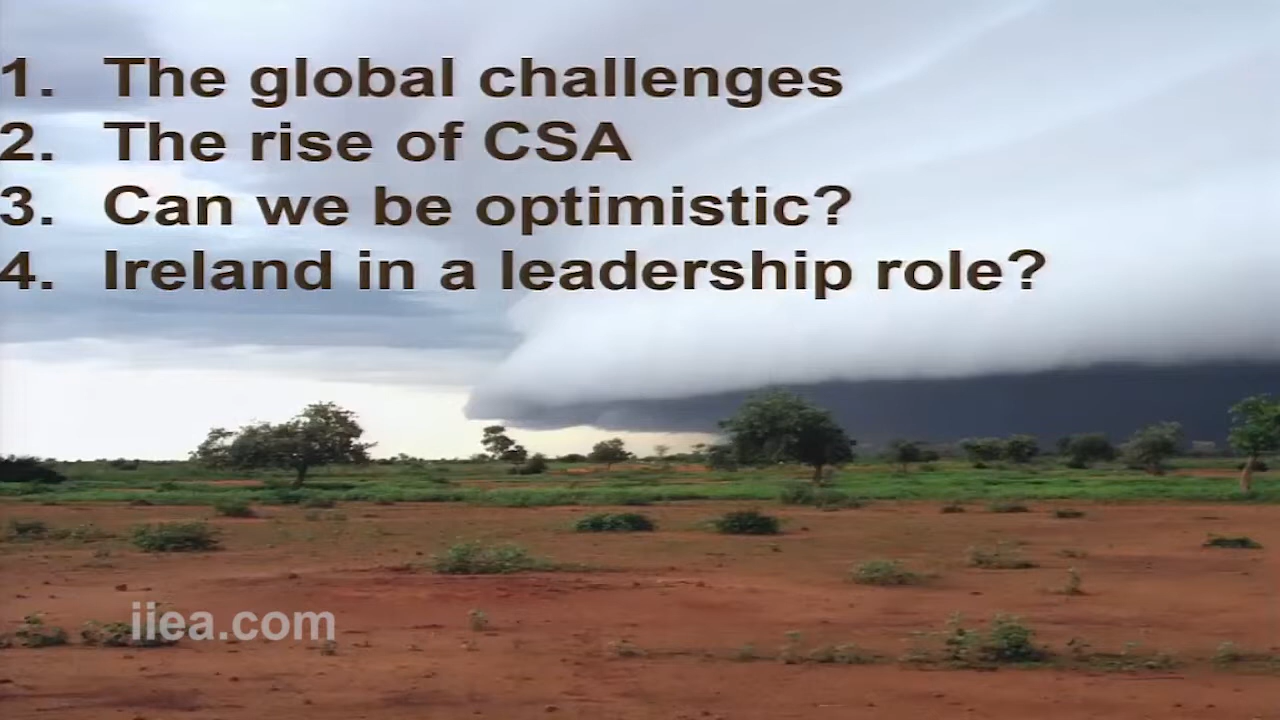 1. The global challenges
2. The rise of CSA
3. Can we be optimistic?
4. Ireland in a leadership role?
iiea.com